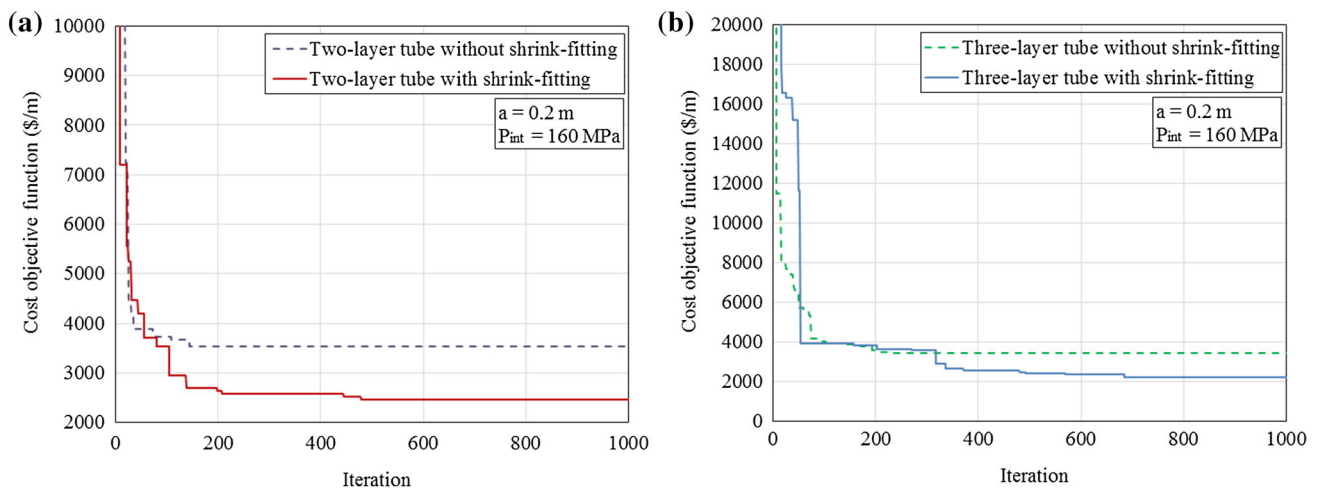 (a)
Cost objective function ($/m)
10000
9000
8000
7000
6000
5000
4000
3000
2000
Two-layer tube without shrink-fitting
Two-layer tube with shrink-fitting
a = 0.2 m
Pint = 160 MPa
0 200 400 600 800 1000
Iteration
(b)
Cost objective function ($/m)
20000
18000
16000
14000
12000
10000
8000
6000
4000
2000
0
Three-layer tube without shrink-fitting
Three-layer tube with shrink-fitting
a = 0.2 m
Pint = 160 MPa
0 200 400 600 800 1000
Iteration